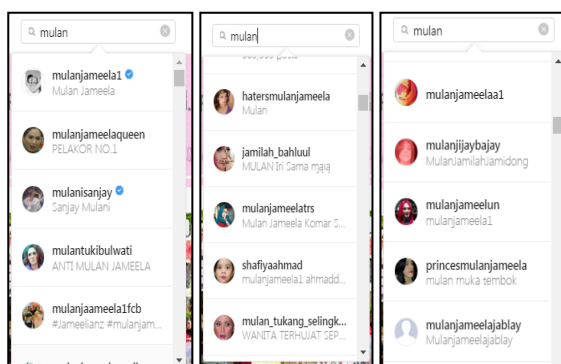 mulan
mulanjameela1
Mulan Jameela
mulanjameelaqueen
PELAKOR NO.1
mulanisanjay
Sanjay Mulani
mulantukibulwati
ANTI MULAN JAMEELA
mulanjaameela1fcb
#Jameelianz #mulanjam...
mulan
hatersmulanjameela
Mulan
jamilah_bahluul
MULAN Iri Sama
mulanjameelatrs
Mulan Jameela Komar S...
shafiyaahmad
mulanjameela1 ahmadd...
mulan_tukang_selingk...
WANITA TERHUJAT SEP...
mulan
mulanjameelaa1
mulanjijaybajay
MulanJamilahJamidong
mulanjameelun
mulanjameela1
princesmulanjameela
mulan muka tembok
mulanjameelajablay
Mulanjameelajablay